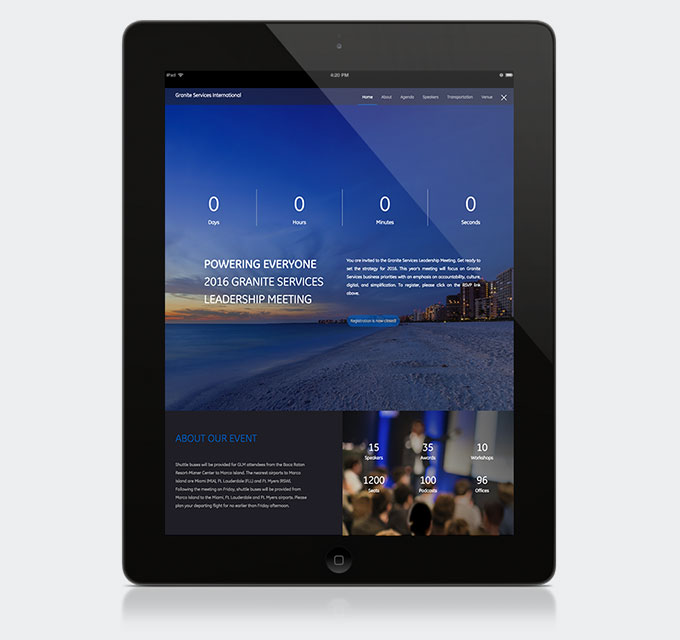 iPad 4:20 PM
Granite Services International Home About Agenda Speakers Transportation Venue
0 0 0 0
Days Hours Minutes Seconds
POWERING EVERYONE
2016 GRANITE SERVICES
LEADERSHIP MEETING
You are invited to the Granite Services Leadership Meeting. Get ready to
set the strategy for 2016. This year's meeting will focus on Granite
Services business priorities with an emphasis on accountability, culture,
digital, and simplification. To register, please click on the RSVP link
above.
Registration is now closed!
ABOUT OUR EVENT
Shuttle buses will be provided for GLM attendees from the Boca Raton
Resort-Mizner Center to Marco Island. The nearest airports to Marco
Island are Miami (MIA), Ft. Lauderdale (FLL) and Ft. Myers (RSW).
Following the meeting on Friday, shuttle buses will be provided from
Marco Island to the Miami, Ft. Lauderdale and Ft. Myers airports. Please
plan your departing flight for no earlier than Friday afternoon.
15 35 10
Speakers Awards Workshops
1200 100 96
Seats Podcasts Offices